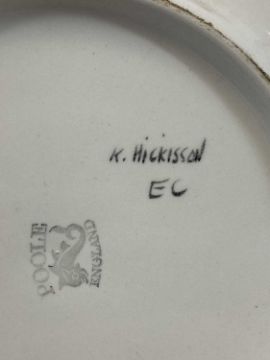 K. Hickisson
EC
POOLE
ENGLAND